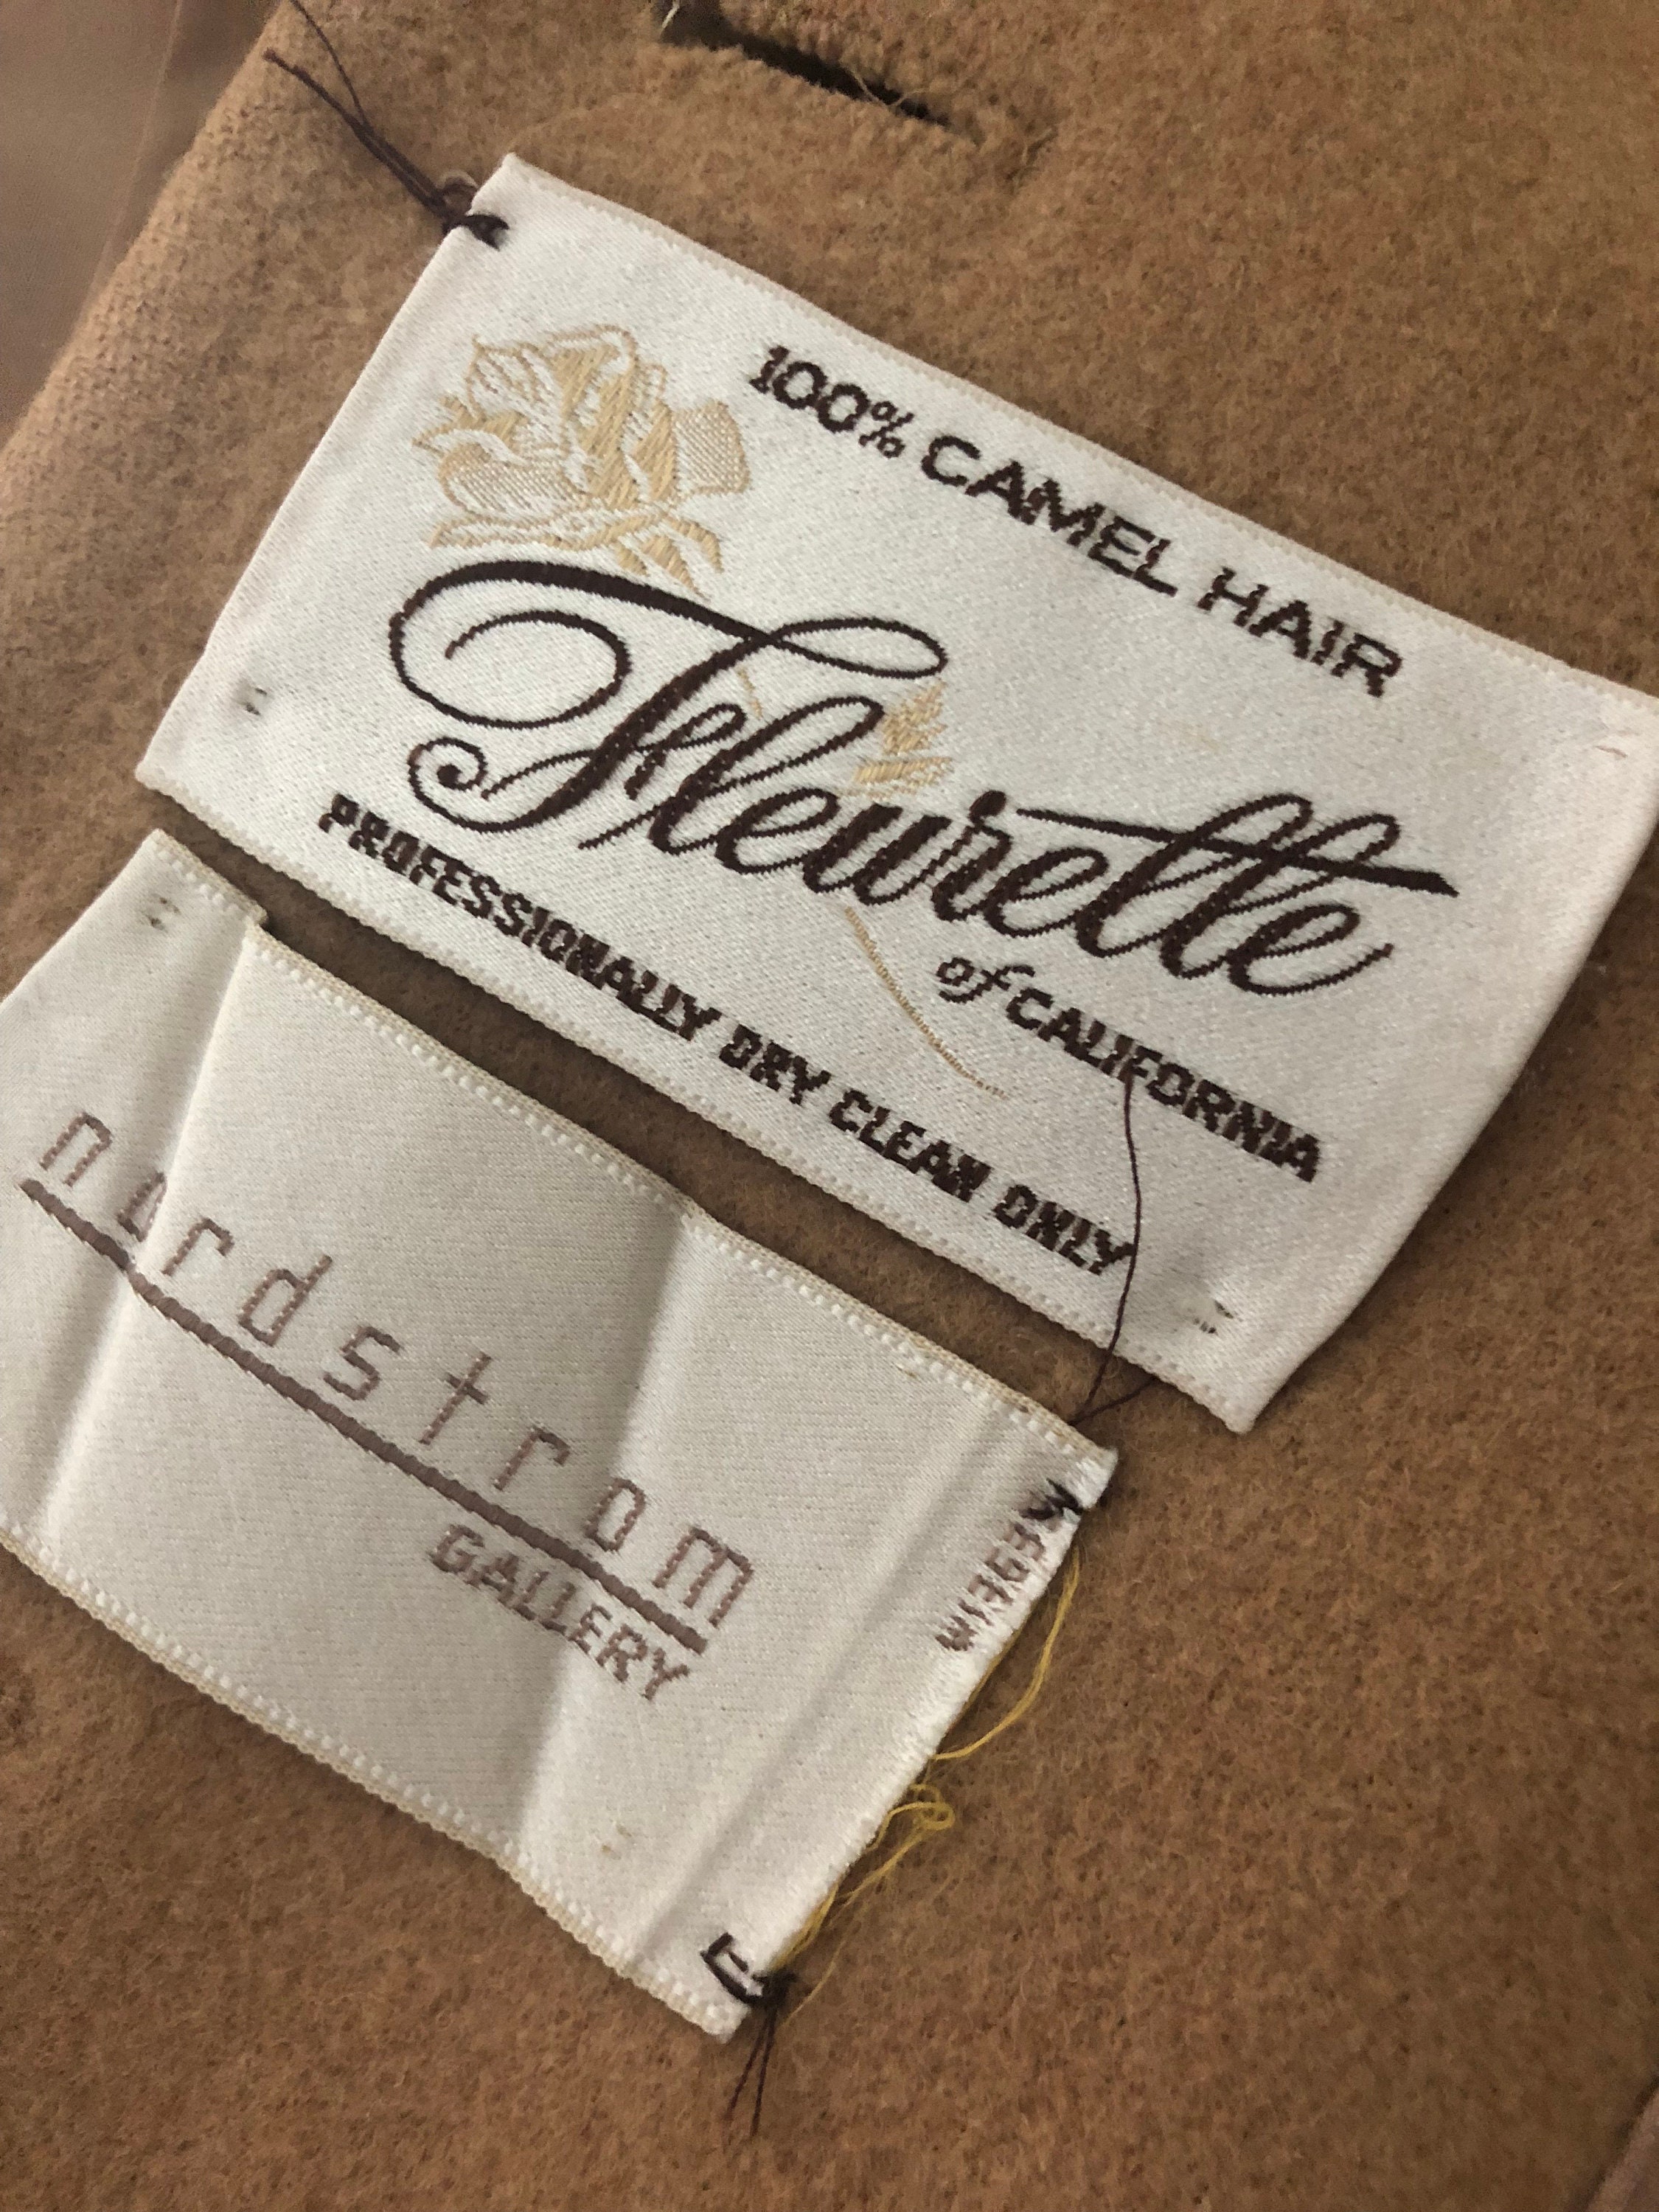 100% CAMEL HAIR
Fleurette
of CALIFORNIA
PROFESSIONALLY DRY CLEAN ONLY
nordstrom
GALLERY